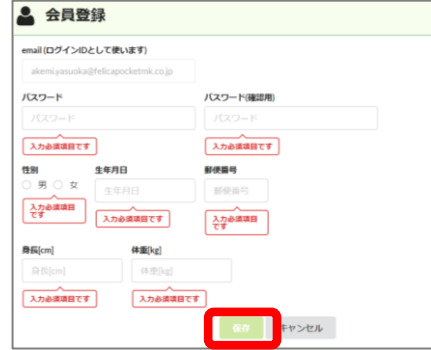 会員登録
email (ログインIDとして使います)
akemi.yasuoka@felicapocketmk.co.jp
パスワード パスワード(確認用)
パスワード パスワード
入力必須項目です 入力必須項目です
性別 生年月日 郵便番号
男 女 生年月日 郵便番号
入力必須項目
です
入力必須項目です
入力必須項目
です
身長[cm] 体重[kg]
身長[cm] 体重[kg]
入力必須項目です 入力必須項目です
保存 キャンセル